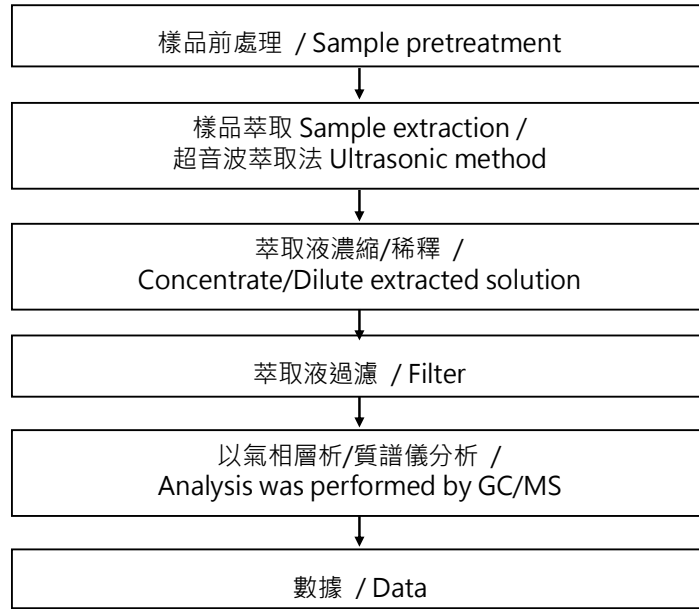 樣品前處理 / Sample pretreatment
樣品萃取 Sample extraction /
超音波萃取法 Ultrasonic method
萃取液濃縮/稀釋 /
Concentrate/Dilute extracted solution
萃取液過濾 / Filter
以氣相層析/質譜儀分析 /
Analysis was performed by GC/MS
數據 / Data